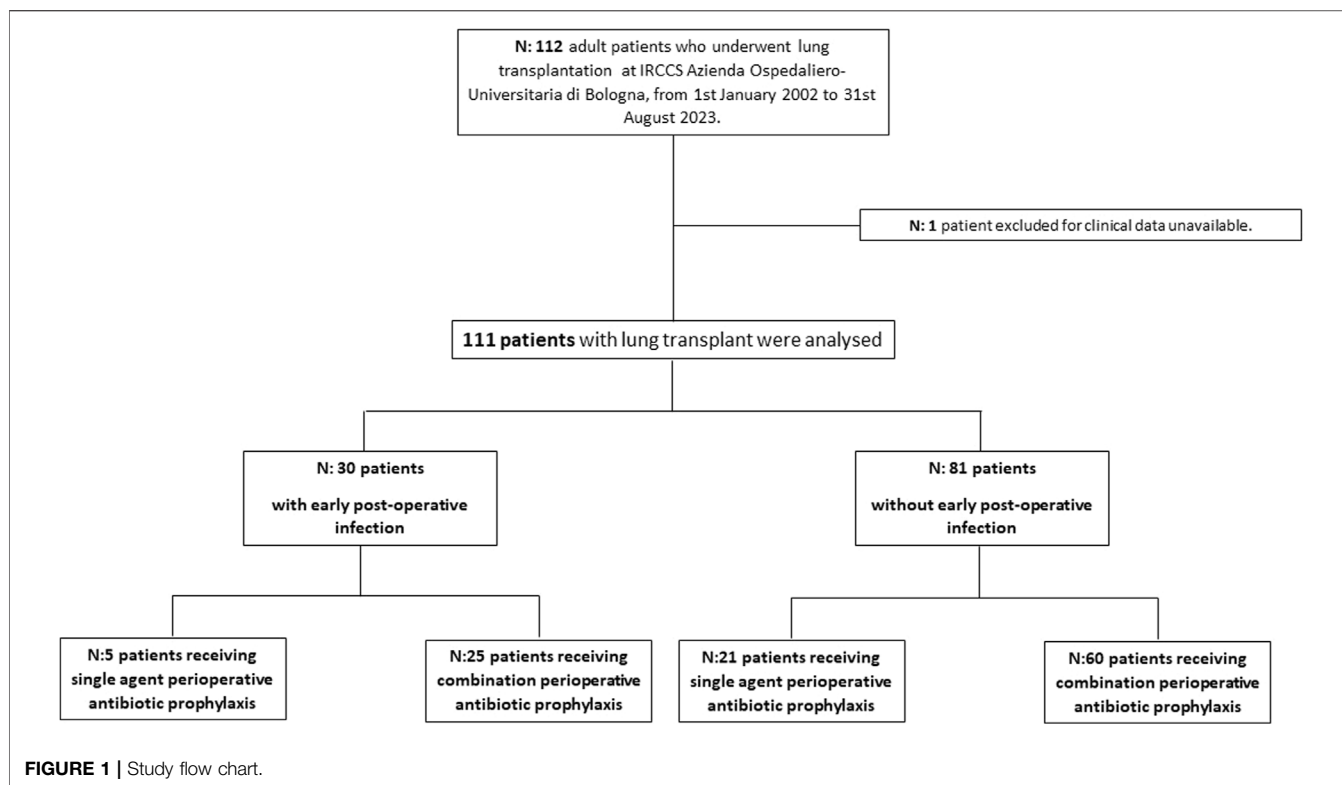 N: 112 adult patients who underwent lung
transplantation at IRCCS Azienda Ospedaliero-
Universitaria di Bologna, from 1st January 2002 to 31st
August 2023.
N: 1 patient excluded for clinical data unavailable.
111 patients with lung transplant were analysed
N: 30 patients
with early post-operative
infection
N: 81 patients
without early post-operative
infection
N:5 patients receiving
single agent perioperative
antibiotic prophylaxis
N:25 patients receiving
combination perioperative
antibiotic prophylaxis
N:21 patients receiving
single agent perioperative
antibiotic prophylaxis
N:60 patients receiving
combination perioperative
antibiotic prophylaxis
FIGURE 1 | Study flow chart.